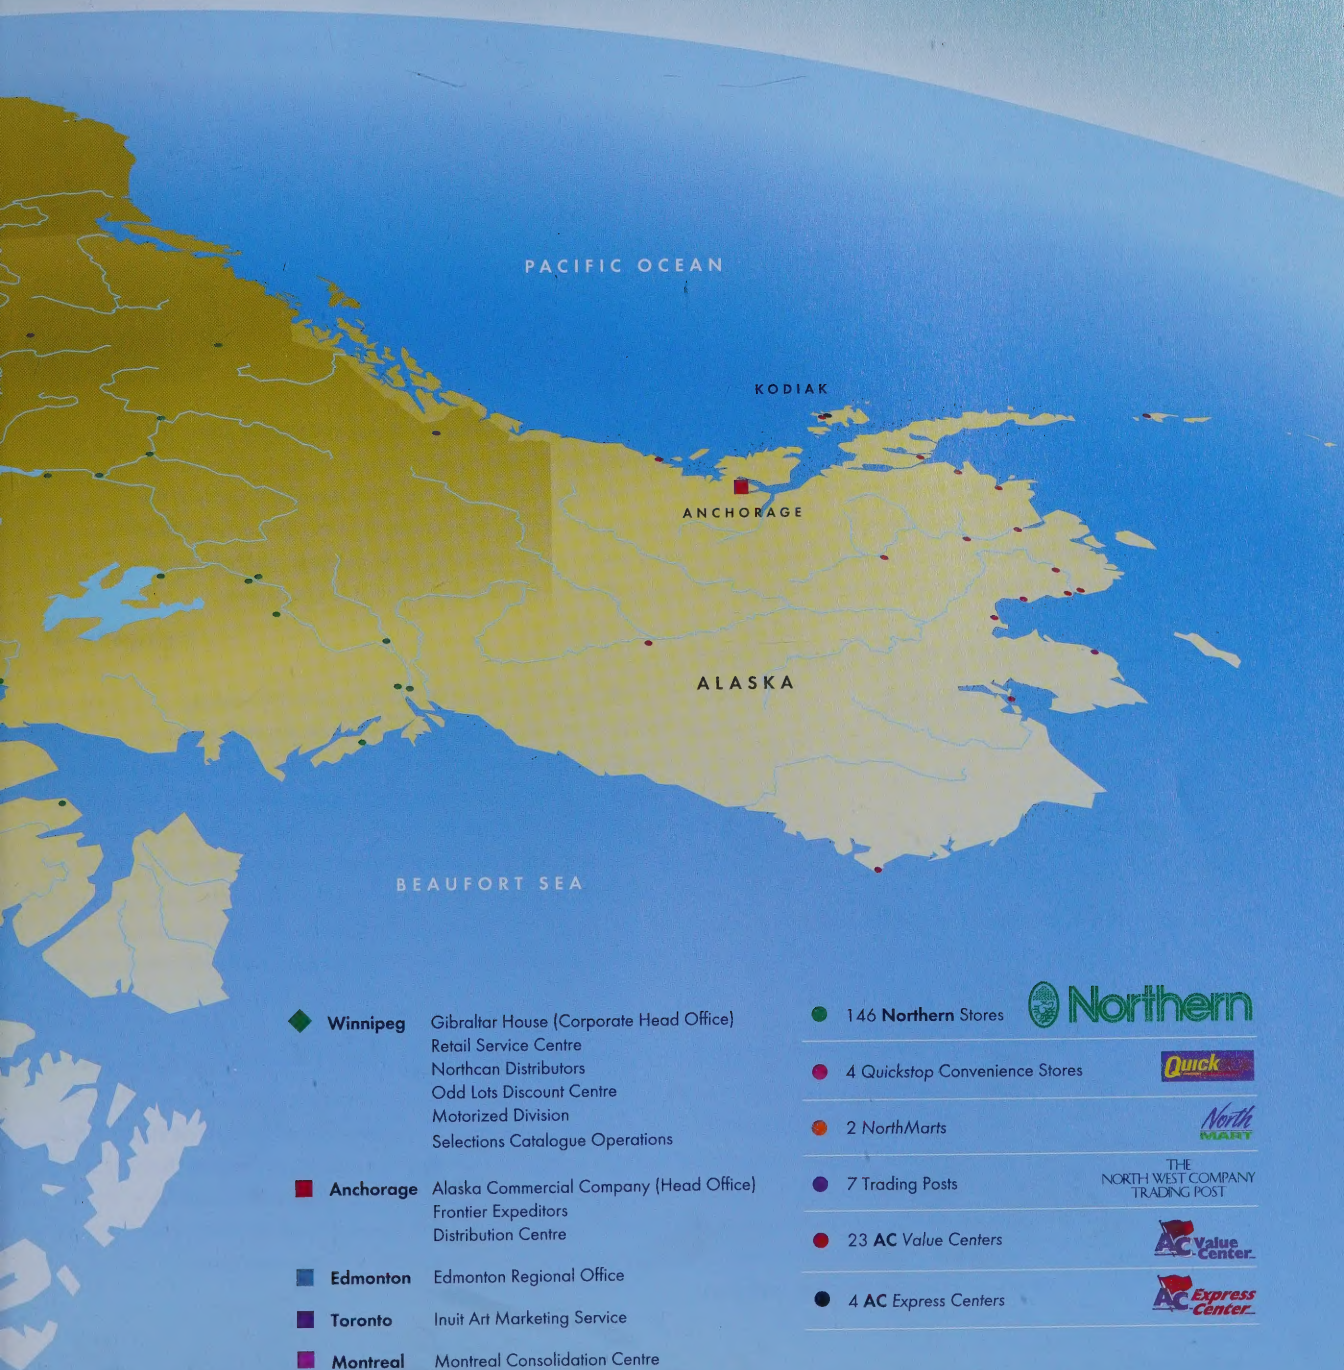 PACIFIC OCEAN
KODIAK
ANCHORAGE
ALASKA
BEAUFORT SEA
Winnipeg Gibraltar House (Corporate Head Office)
Retail Service Centre
Northcan Distributors
Odd Lots Discount Centre
Motorized Division
Selections Catalogue Operations
Anchorage Alaska Commercial Company (Head Office)
Frontier Expeditors
Distribution Centre
Edmonton Edmonton Regional Office
Toronto Inuit Art Marketing Service
Montreal Montreal Consolidation Centre
146 Northern Stores Northern
4 Quickstop Convenience Stores Quick
2 NorthMarts North
MART
7 Trading Posts THE
NORTH WEST COMPANY
TRADING POST
23 AC Value Centers AC Value
Center
4 AC Express Centers AC Express
Center